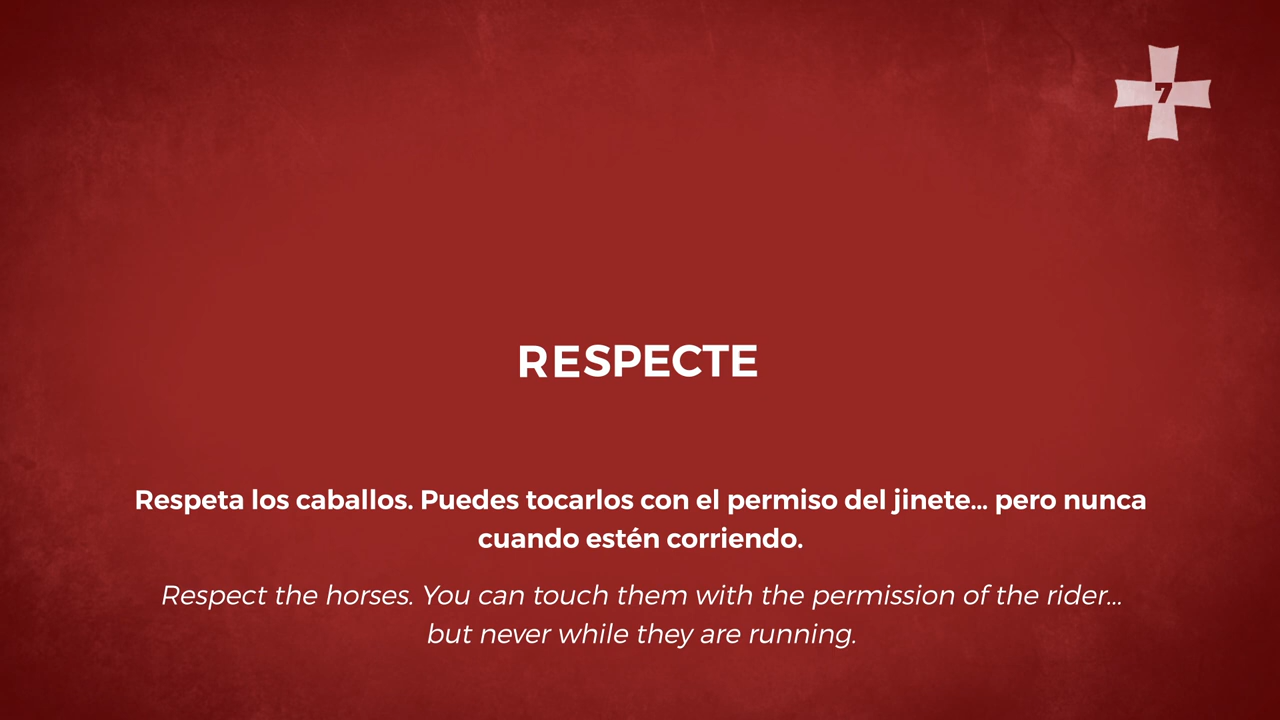 7
RESPECTE
Respeta los caballos. Puedes tocarlos con el permiso del jinete... pero nunca
cuando estén corriendo.
Respect the horses. You can touch them with the permission of the rider...
but never while they are running.